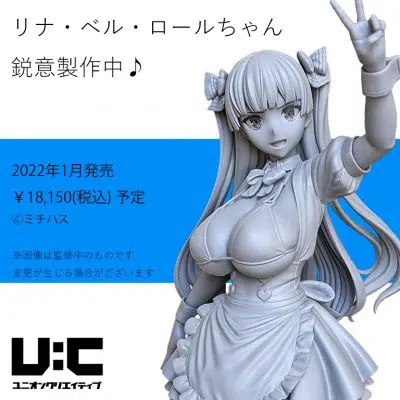 リナ・ベル・ロールちゃん
鋭意製作中♪
2022年1月発売
￥18,150(税込) 予定
©ミチハス
※画像は監修中のものです
変更が生じる場合がございます
U:C
ユニオンクリエイティブ